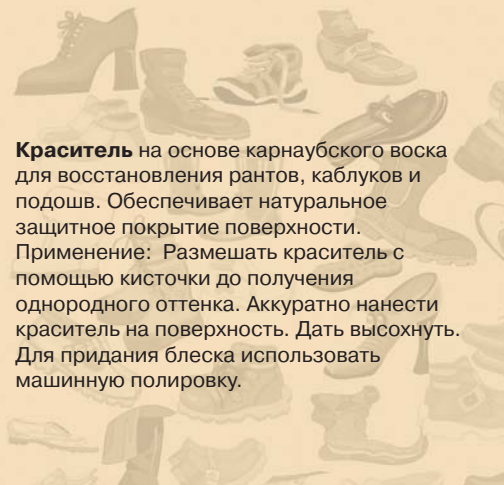 Краситель на основе карнаубского воска
для восстановления рантов, каблуков и
подошв. Обеспечивает натуральное
защитное покрытие поверхности.
Применение:  Размешать краситель с
помощью кисточки до получения
однородного оттенка. Аккуратно нанести
краситель на поверхность. Дать высохнуть.
Для придания блеска использовать
машинную полировку.